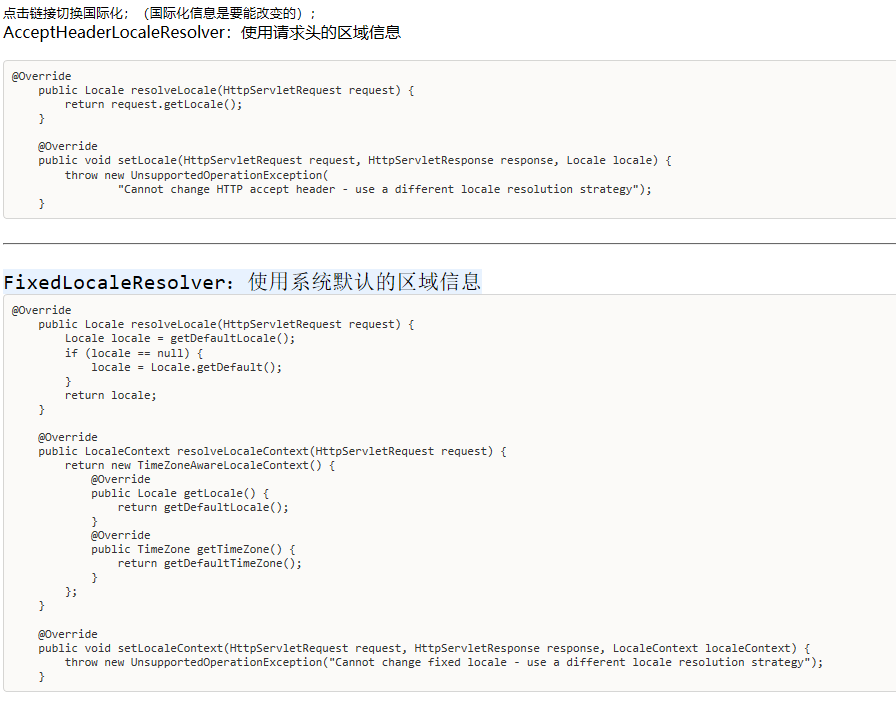 点击链接切换国际化；（国际化信息是要能改变的）；
AcceptHeaderLocaleResolver：使用请求头的区域信息
@Override
    public Locale resolveLocale(HttpServletRequest request) {
        return request.getLocale();
    }
    @Override
    public void setLocale(HttpServletRequest request, HttpServletResponse response, Locale locale) {
        throw new UnsupportedOperationException(
                "Cannot change HTTP accept header - use a different locale resolution strategy");
    }
FixedLocaleResolver：使用系统默认的区域信息
@Override
    public Locale resolveLocale(HttpServletRequest request) {
        Locale locale = getDefaultLocale();
        if (locale == null) {
            locale = Locale.getDefault();
        }
        return locale;
    }
    @Override
    public LocaleContext resolveLocaleContext(HttpServletRequest request) {
        return new TimeZoneAwareLocaleContext() {
            @Override
            public Locale getLocale() {
                return getDefaultLocale();
            }
            @Override
            public TimeZone getTimeZone() {
                return getDefaultTimeZone();
            }
        };
    }
    @Override
    public void setLocaleContext(HttpServletRequest request, HttpServletResponse response, LocaleContext localeContext) {
        throw new UnsupportedOperationException("Cannot change fixed locale - use a different locale resolution strategy");
    }